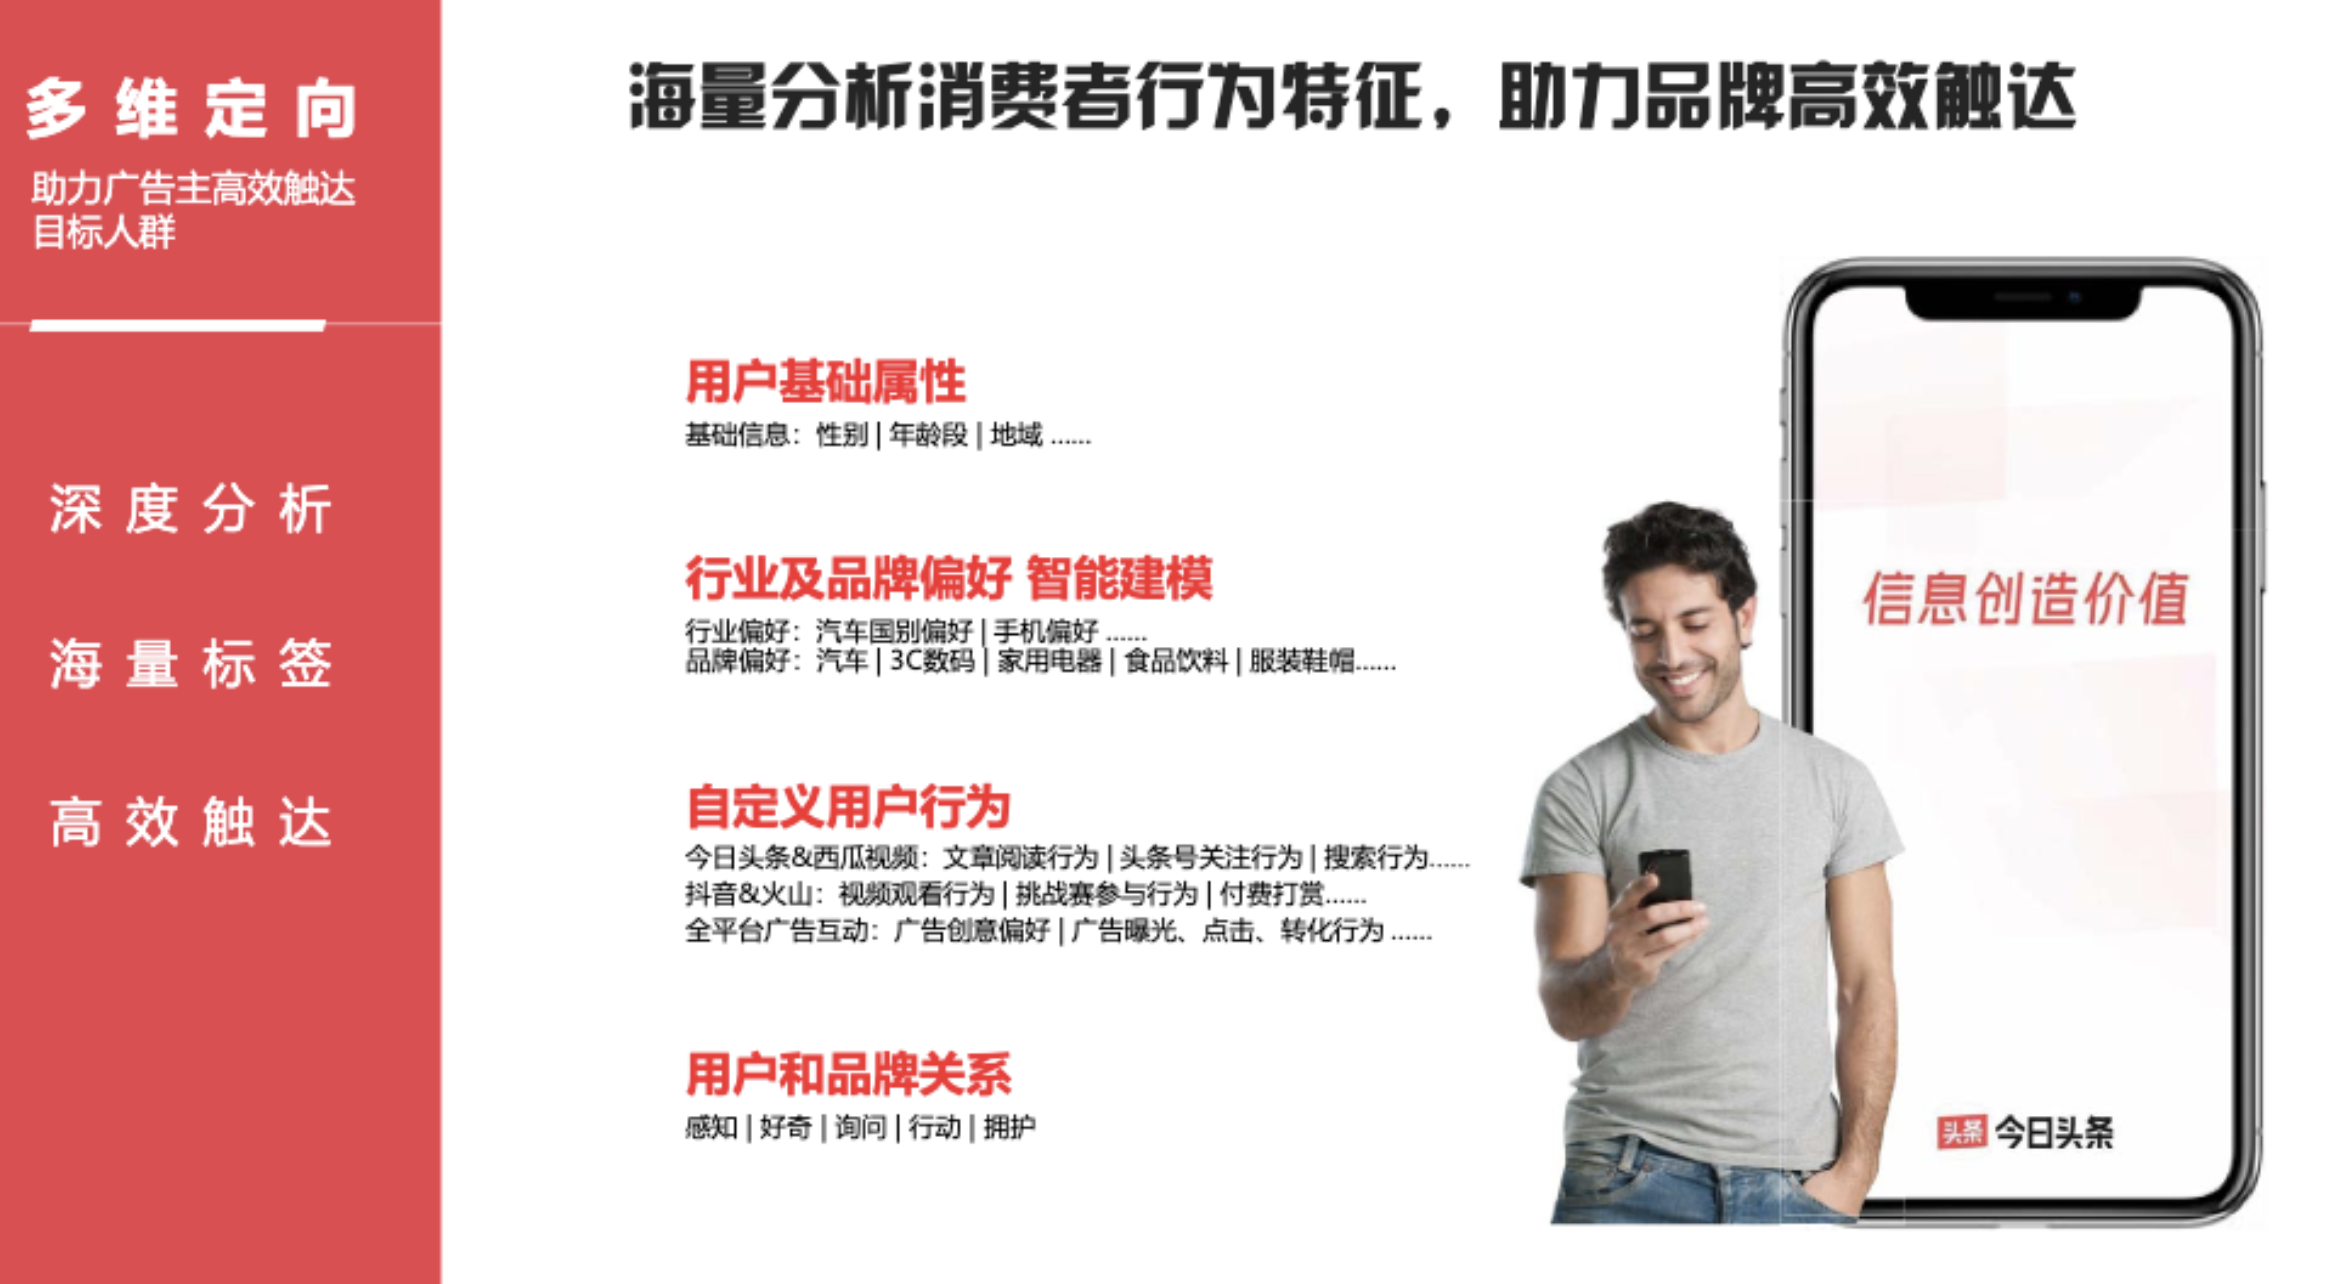 多维定向
助力广告主高效触达
目标人群
深度分析
海量标签
高效触达
海量分析消费者行为特征，助力品牌高效触达
用户基础属性
基础信息：性别 | 年龄段 | 地域 ......
行业及品牌偏好 智能建模
行业偏好：汽车国别偏好 | 手机偏好 ......
品牌偏好：汽车 | 3C数码 | 家用电器 | 食品饮料 | 服装鞋帽......
自定义用户行为
今日头条&西瓜视频：文章阅读行为 | 头条号关注行为 | 搜索行为......
抖音&火山：视频观看行为 | 挑战赛参与行为 | 付费打赏......
全平台广告互动：广告创意偏好 | 广告曝光、点击、转化行为 ......
用户和品牌关系
感知 | 好奇 | 询问 | 行动 | 拥护
信息创造价值
头条 今日头条